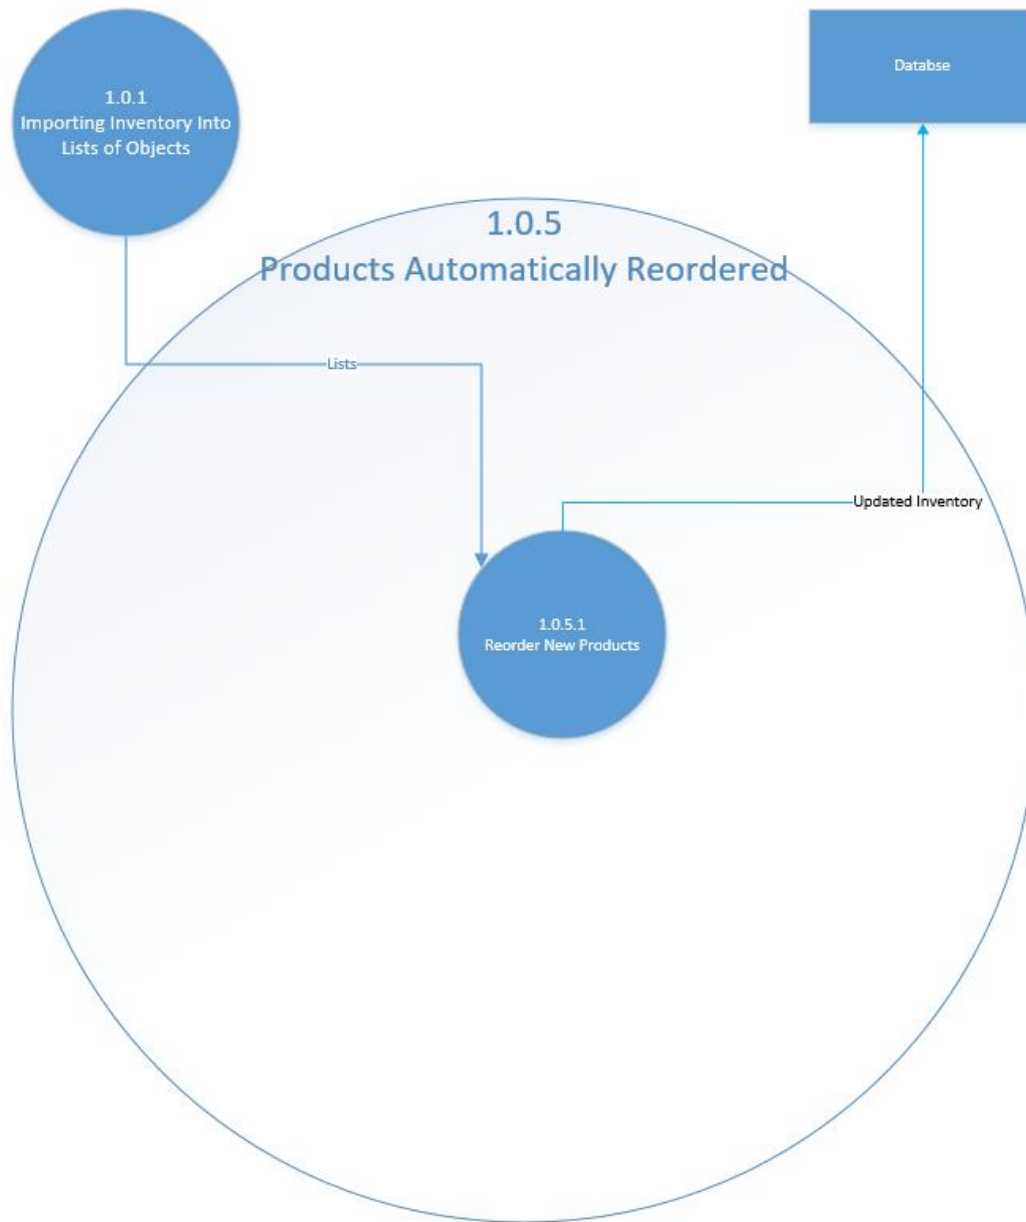 1.0.1
Importing Inventory Into
Lists of Objects
Databse
1.0.5
Products Automatically Reordered
Lists
Updated Inventory
1.0.5.1
Reorder New Products